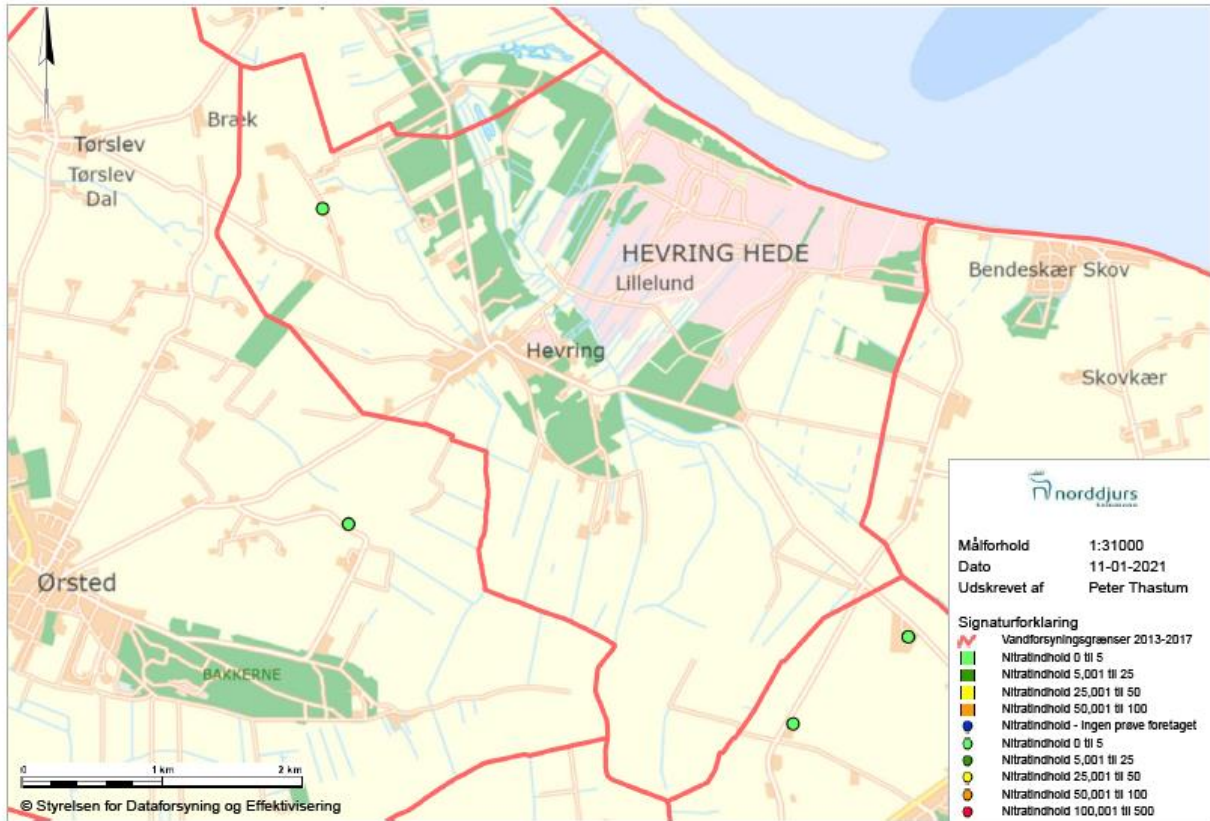 Bræk
Tørslev
Tørslev
Dal
HEVRING HEDE
Lillelund
Bendeskær Skov
Hevring
Skovkær
Ørsted
BAKKERNE
norddjurs
Målforhold 1:31000
Dato 11-01-2021
Udskrevet af Peter Thastum
Signaturforklaring
Vandforsyningsgrænser 2013-2017
Nitratindhold 0 til 5
Nitratindhold 5,001 til 25
Nitratindhold 25,001 til 50
Nitratindhold 50,001 til 100
Nitratindhold - Ingen prøve foretaget
Nitratindhold 0 til 5
Nitratindhold 5,001 til 25
Nitratindhold 25,001 til 50
Nitratindhold 50,001 til 100
Nitratindhold 100,001 til 500
0 1 km 2 km
© Styrelsen for Dataforsyning og Effektivisering